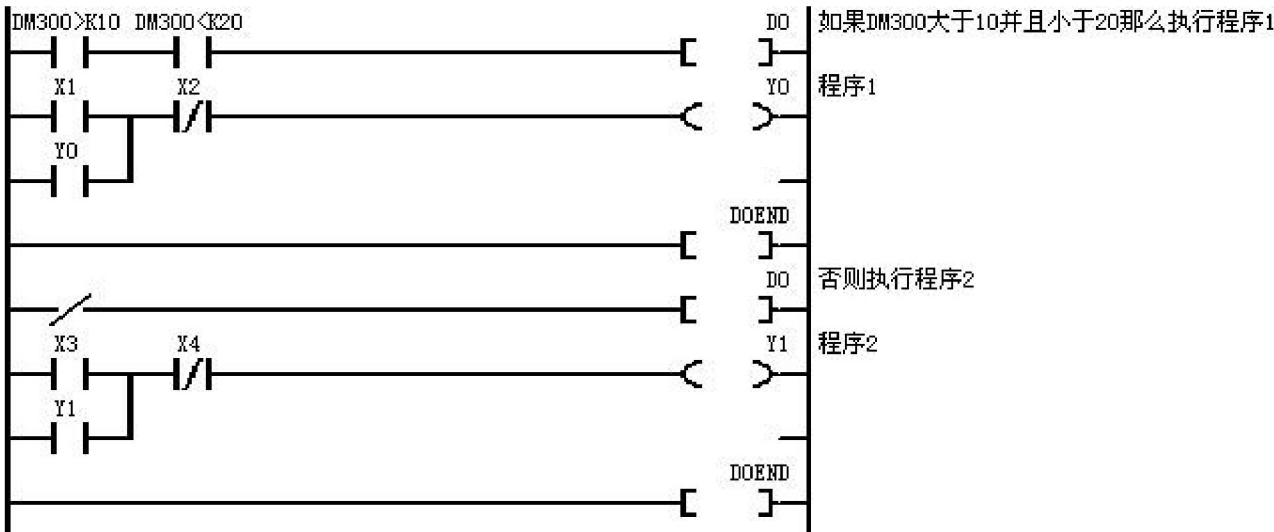 DM300>K10 DM300<K20 DO 如果DM300大于10并且小于20那么执行程序1
X1 X2 Y0 程序1
Y0
DOEND
DO 否则执行程序2
X3 X4 Y1 程序2
Y1
DOEND